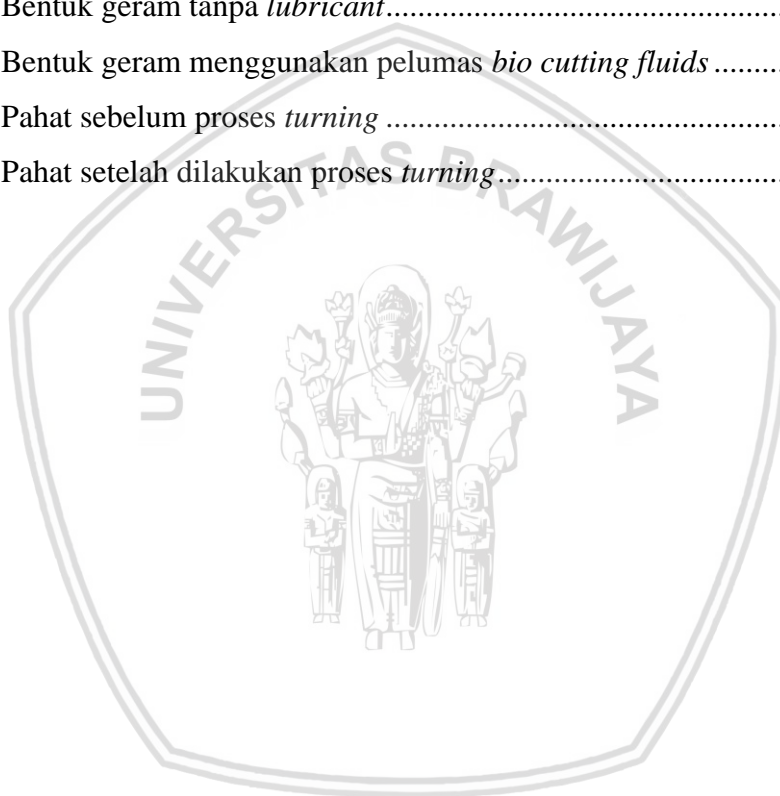 Bentuk geram tanpa lubricant.......................................................
Bentuk geram menggunakan pelumas bio cutting fluids.........
Pahat sebelum proses turning.....................................................
Pahat setelah dilakukan proses turning.....................................
UNIVERSITAS BRAWIJAYA